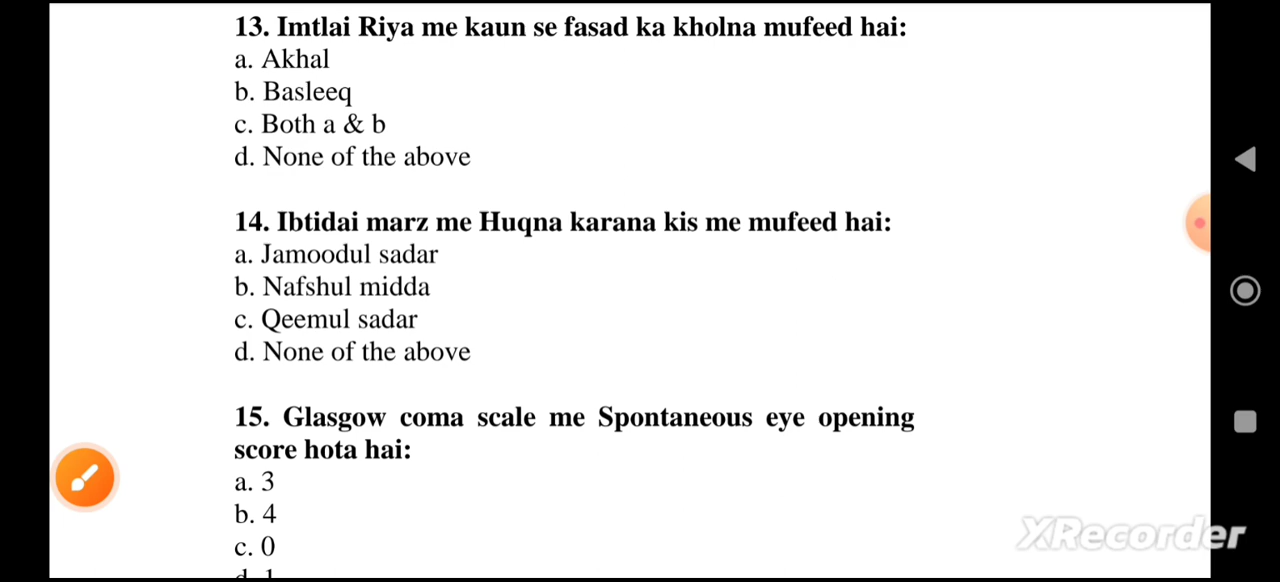 13. Imtlai Riya me kaun se fasad ka kholna mufeed hai:
a. Akhal
b. Basleeq
c. Both a & b
d. None of the above
14. Ibtidai marz me Huqna karana kis me mufeed hai:
a. Jamoodul sadar
b. Nafshul midda
c. Qeemul sadar
d. None of the above
15. Glasgow coma scale me Spontaneous eye opening
score hota hai:
a. 3
b. 4
c. 0
XRecorder